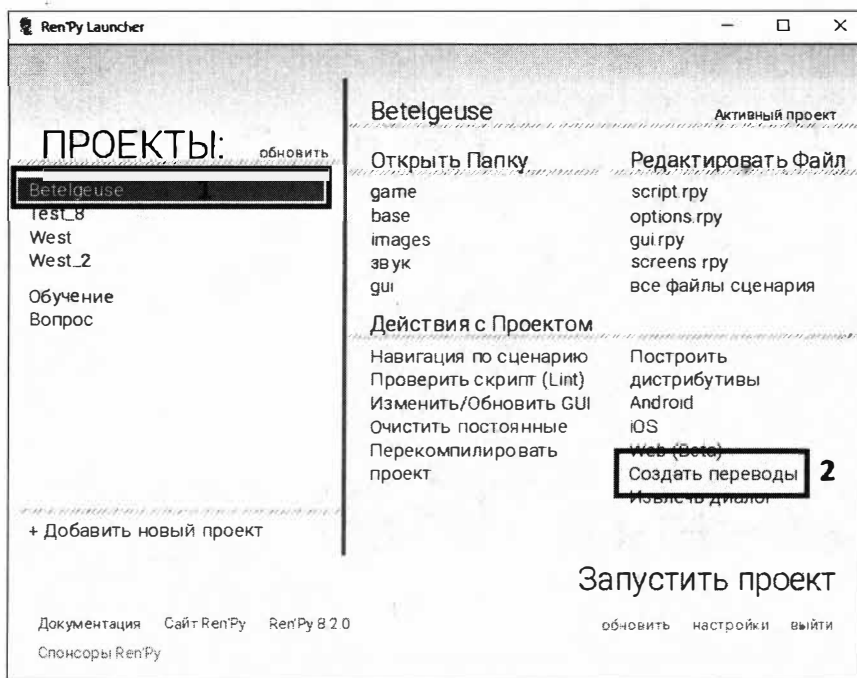 Ren'Py Launcher
ПРОЕКТЫ:
обновить
Betelgeuse 1
Test_8
West
West_2
Обучение
Вопрос
+ Добавить новый проект
Betelgeuse
Активный проект
Открыть Папку
game
base
images
звук
gui
Редактировать Файл
script.rpy
options.rpy
gui.rpy
screens.rpy
все файлы сценария
Действия с Проектом
Навигация по сценарию
Проверить скрипт (Lint)
Изменить/Обновить GUI
Очистить постоянные
Перекомпилировать
проект
Построить
дистрибутивы
Android
iOS
Web (Beta)
Создать переводы 2
Извлечь диалог
Запустить проект
Документация Сайт Ren'Py Ren'Py 8.2.0
Спонсоры Ren'Py
обновить настройки выйти